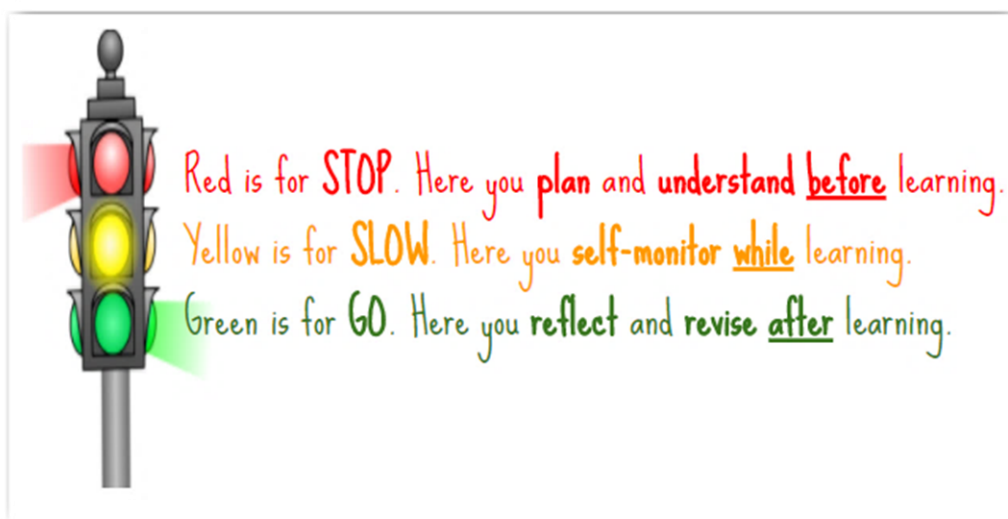 Red is for STOP. Here you plan and understand before learning.
Yellow is for SLOW. Here you self-monitor while learning.
Green is for GO. Here you reflect and revise after learning.